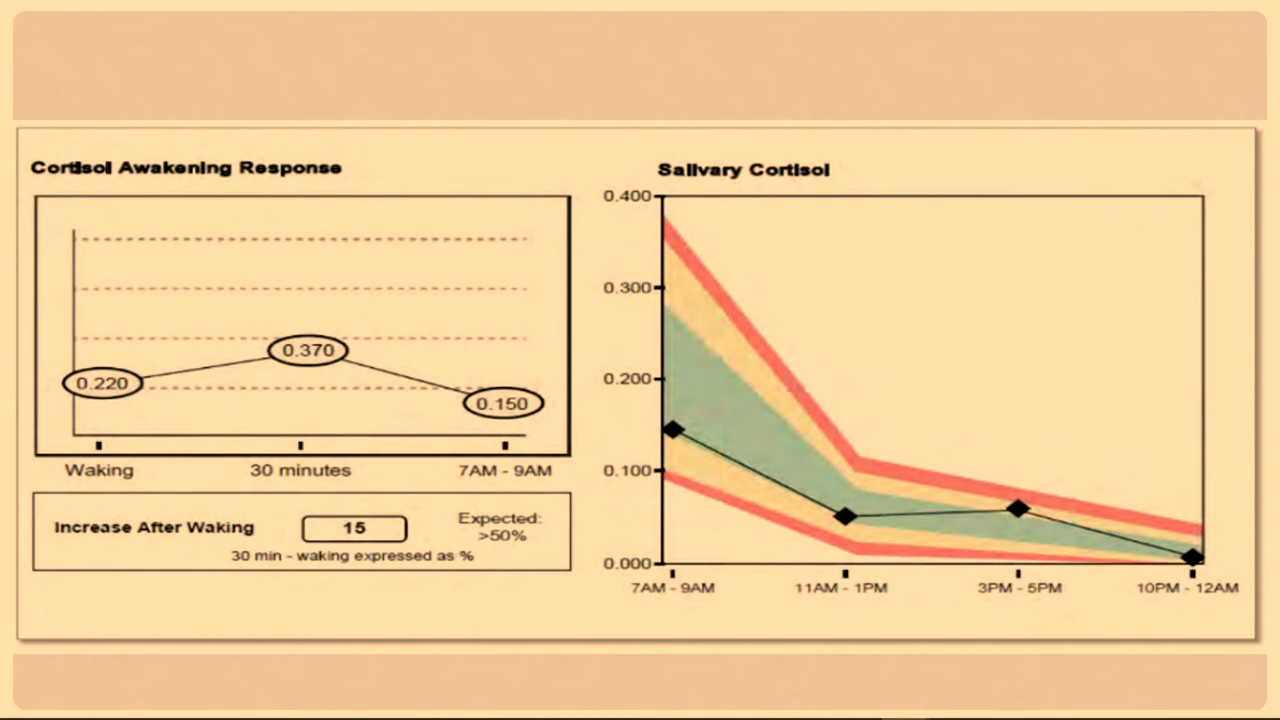 Cortisol Awakening Response
0.220
0.370
0.150
Waking
30 minutes
7AM - 9AM
Increase After Waking
15
Expected:
>50%
30 min - waking expressed as %
Salivary Cortisol
0.400
0.300
0.200
0.100
0.000
7AM - 9AM
11AM - 1PM
3PM - 5PM
10PM - 12AM